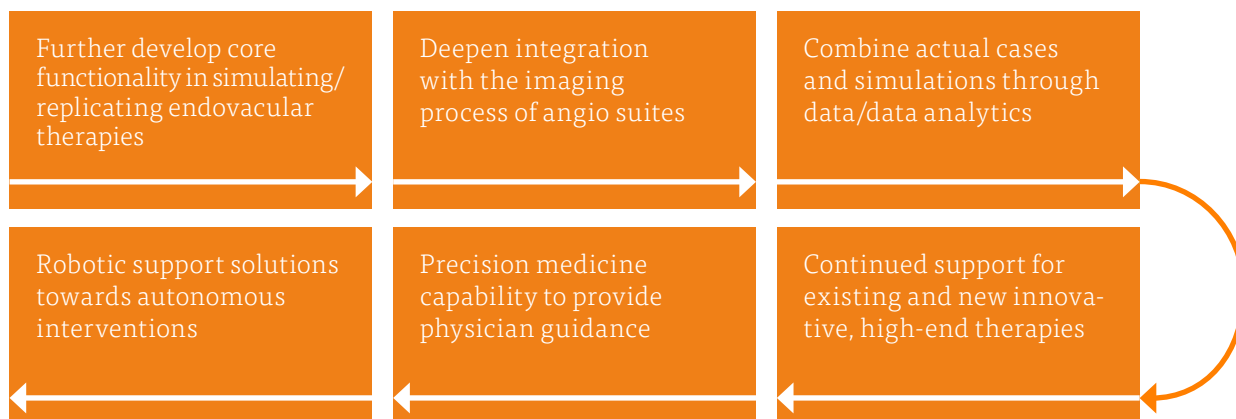 Further develop core
functionality in simulating/
replicating endovacular
therapies
Deepen integration
with the imaging
process of angio suites
Combine actual cases
and simulations through
data/data analytics
Continued support for
existing and new innova-
tive, high-end therapies
Precision medicine
capability to provide
physician guidance
Robotic support solutions
towards autonomous
interventions